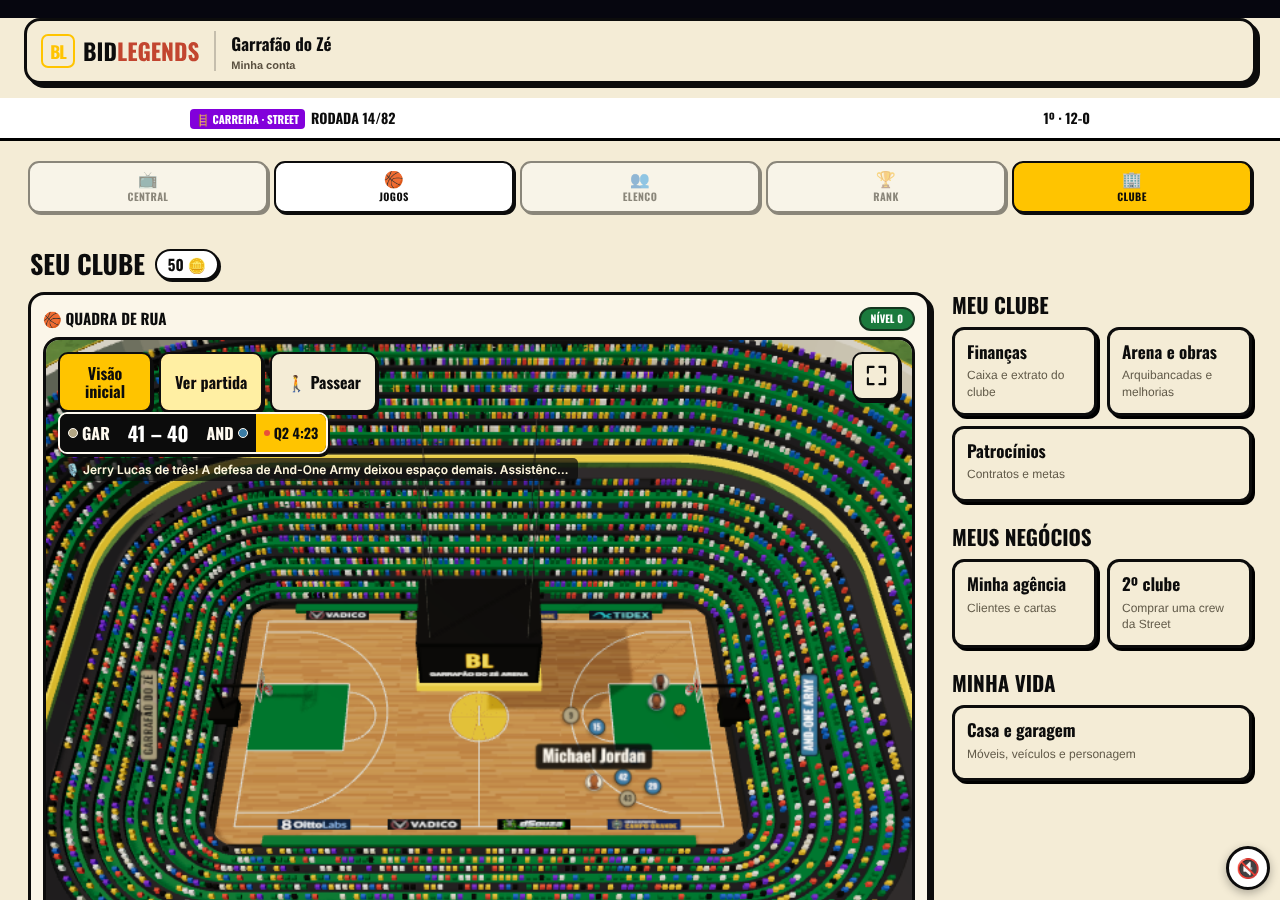 BL BIDLEGENDS
Garrafão do Zé
Minha conta
CARREIRA · STREET RODADA 14/82
1º · 12-0
CENTRAL
JOGOS
ELENCO
RANK
CLUBE
SEU CLUBE
50
QUADRA DE RUA
NÍVEL 0
Visão
inicial
Ver partida
Passear
GAR 41 – 40 AND
Q2 4:23
Jerry Lucas de três! A defesa de And-One Army deixou espaço demais. Assistênc...
VADICO
TIDEX
BL
GARRAFÃO DO ZÉ ARENA
GARRAFÃO DO ZÉ
AND-ONE ARMY
15
Michael Jordan
42
29
43
OittoLabs
VADICO
dSouza
CAMPO GRANDE
MEU CLUBE
Finanças
Caixa e extrato do
clube
Arena e obras
Arquibancadas e
melhorias
Patrocínios
Contratos e metas
MEUS NEGÓCIOS
Minha agência
Clientes e cartas
2º clube
Comprar uma crew
da Street
MINHA VIDA
Casa e garagem
Móveis, veículos e personagem